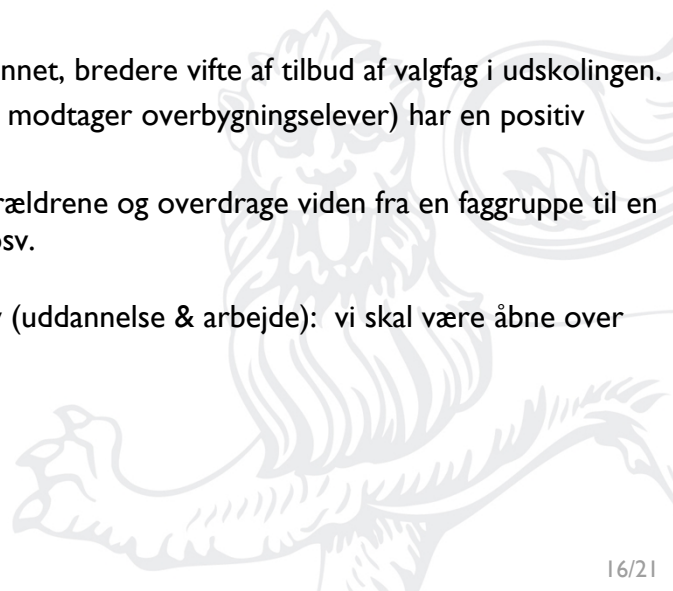 nnet, bredere vifte af tilbud af valgfag i udskolingen.
modtager overbygningselever) har en positiv
rældrene og overdrage viden fra en faggruppe til en
osv.
(uddannelse & arbejde): vi skal være åbne over
16/21